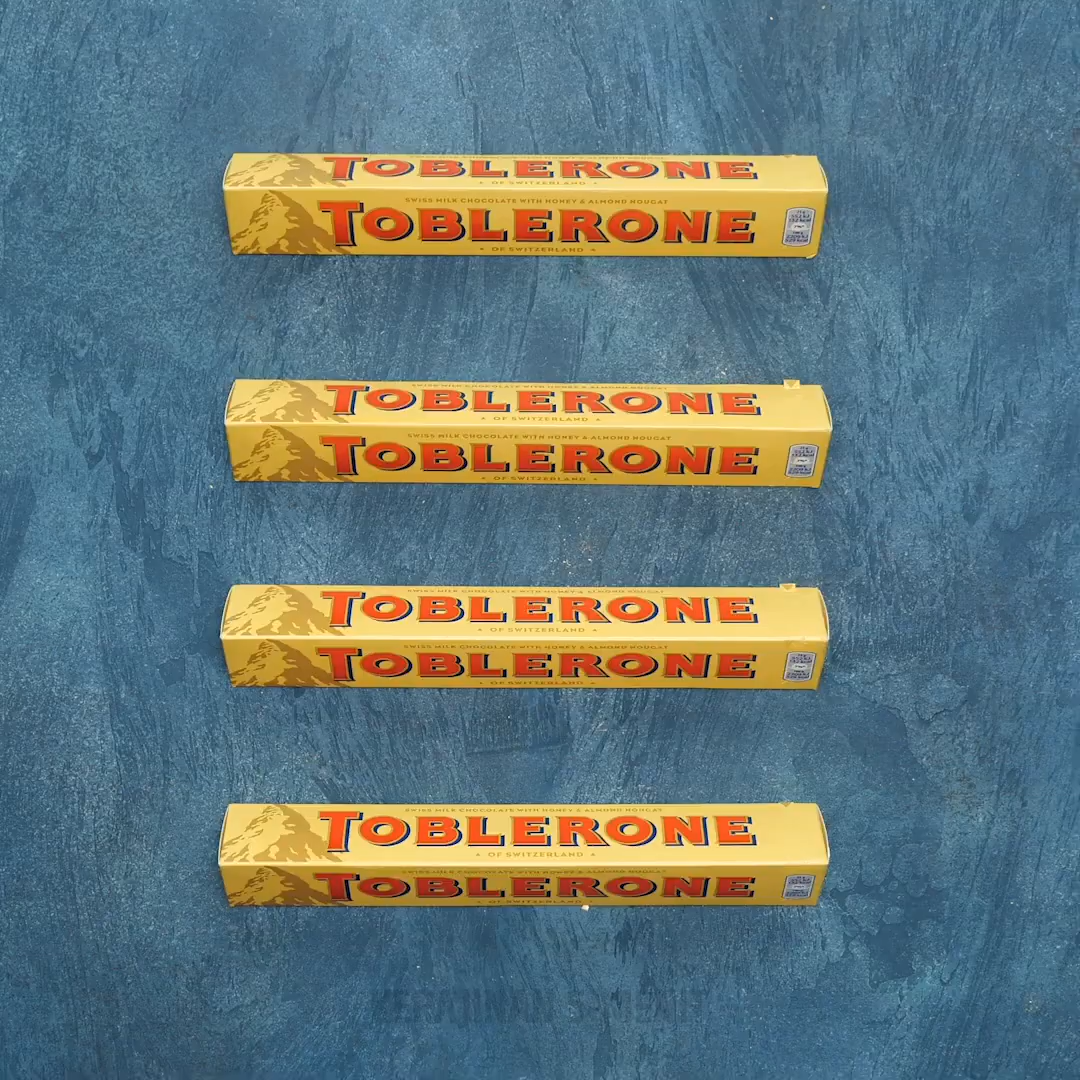 TOBLERONE
OF SWITZERLAND
SWISS MILK CHOCOLATE WITH HONEY & ALMOND NOUGAT
TOBLERONE
OF SWITZERLAND
SWISS MILK CHOCOLATE WITH HONEY & ALMOND NOUGAT
TOBLERONE
OF SWITZERLAND
SWISS MILK CHOCOLATE WITH HONEY & ALMOND NOUGAT
TOBLERONE
OF SWITZERLAND
SWISS MILK CHOCOLATE WITH HONEY & ALMOND NOUGAT
TOBLERONE
OF SWITZERLAND
SWISS MILK CHOCOLATE WITH HONEY & ALMOND NOUGAT
TOBLERONE
OF SWITZERLAND
SWISS MILK CHOCOLATE WITH HONEY & ALMOND NOUGAT
TOBLERONE
OF SWITZERLAND
SWISS MILK CHOCOLATE WITH HONEY & ALMOND NOUGAT
TOBLERONE
OF SWITZERLAND